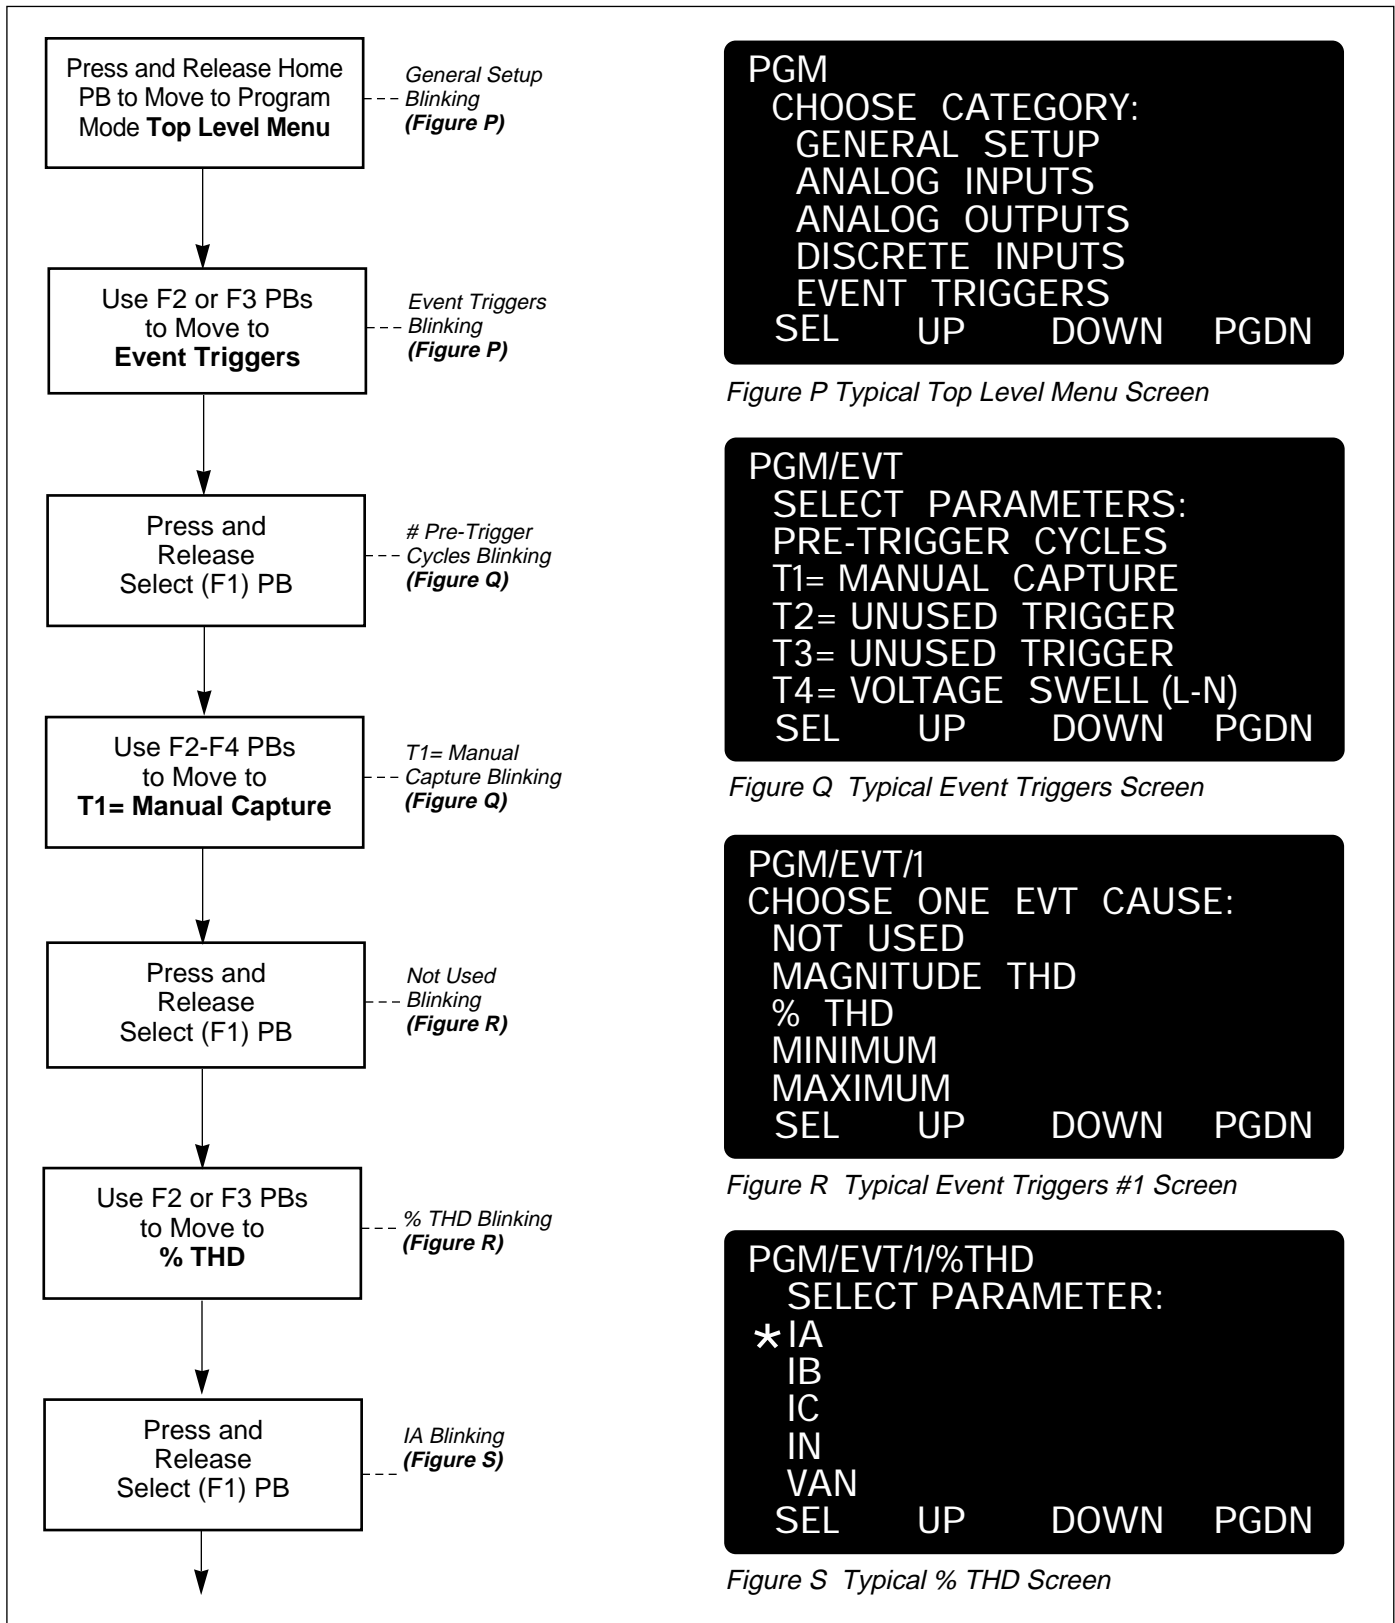 Press and Release Home
PB to Move to Program
Mode Top Level Menu
General Setup
Blinking
(Figure P)
Use F2 or F3 PBs
to Move to
Event Triggers
Event Triggers
Blinking
(Figure P)
Press and
Release
Select (F1) PB
# Pre-Trigger
Cycles Blinking
(Figure Q)
Use F2-F4 PBs
to Move to
T1= Manual Capture
T1= Manual
Capture Blinking
(Figure Q)
Press and
Release
Select (F1) PB
Not Used
Blinking
(Figure R)
Use F2 or F3 PBs
to Move to
% THD
% THD Blinking
(Figure R)
Press and
Release
Select (F1) PB
IA Blinking
(Figure S)
PGM
CHOOSE CATEGORY:
GENERAL SETUP
ANALOG INPUTS
ANALOG OUTPUTS
DISCRETE INPUTS
EVENT TRIGGERS
SEL UP DOWN PGDN
Figure P Typical Top Level Menu Screen
PGM/EVT
SELECT PARAMETERS:
PRE-TRIGGER CYCLES
T1= MANUAL CAPTURE
T2= UNUSED TRIGGER
T3= UNUSED TRIGGER
T4= VOLTAGE SWELL (L-N)
SEL UP DOWN PGDN
Figure Q Typical Event Triggers Screen
PGM/EVT/1
CHOOSE ONE EVT CAUSE:
NOT USED
MAGNITUDE THD
% THD
MINIMUM
MAXIMUM
SEL UP DOWN PGDN
Figure R Typical Event Triggers #1 Screen
PGM/EVT/1/%THD
SELECT PARAMETER:
*IA
IB
IC
IN
VAN
SEL UP DOWN PGDN
Figure S Typical % THD Screen